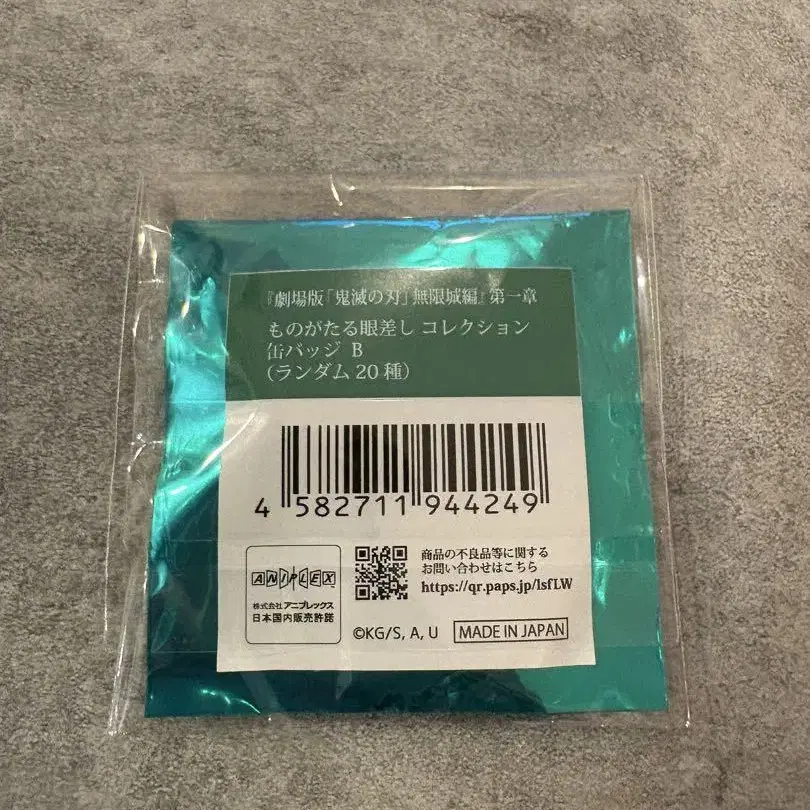 『劇場版「鬼滅の刃」無限城編』第一章
ものがたる眼差し コレクション
缶バッジ B
(ランダム 20 種)
4 582711 944249
ANIPLEX
株式会社 アニプレックス
日本国内販売許諾
商品の不良品等に関する
お問い合わせはこちら
https://qr.paps.jp/lsfLW
©KG/S, A, U
MADE IN JAPAN